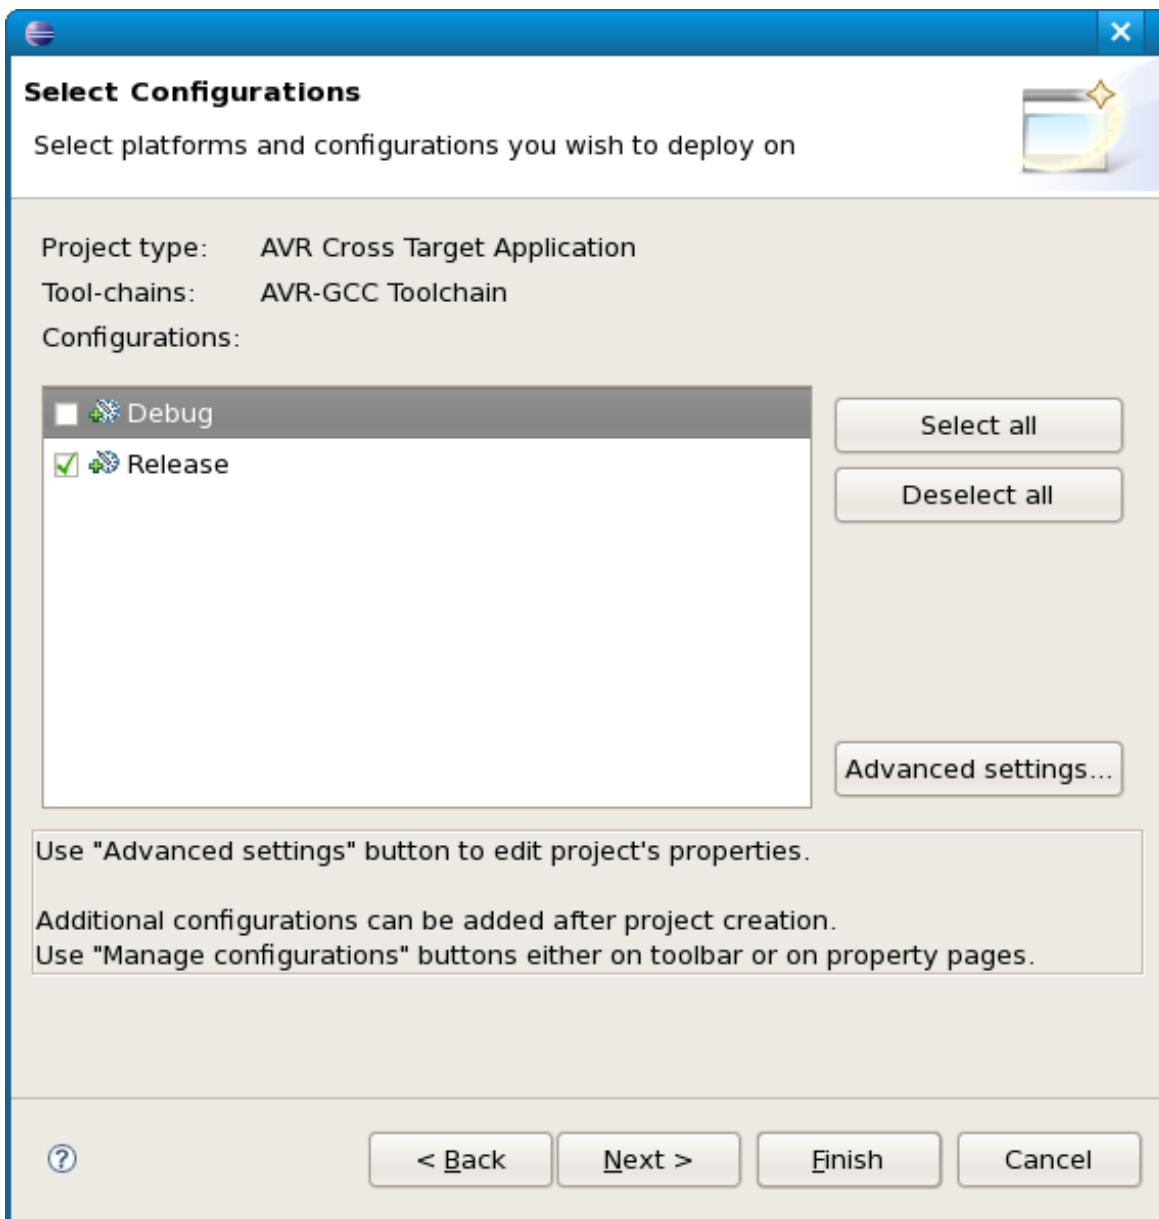 Select Configurations
Select platforms and configurations you wish to deploy on
Project type: AVR Cross Target Application
Tool-chains: AVR-GCC Toolchain
Configurations:
Debug
Release
Select all
Deselect all
Advanced settings...
Use "Advanced settings" button to edit project's properties.
Additional configurations can be added after project creation.
Use "Manage configurations" buttons either on toolbar or on property pages.
< Back Next > Finish Cancel